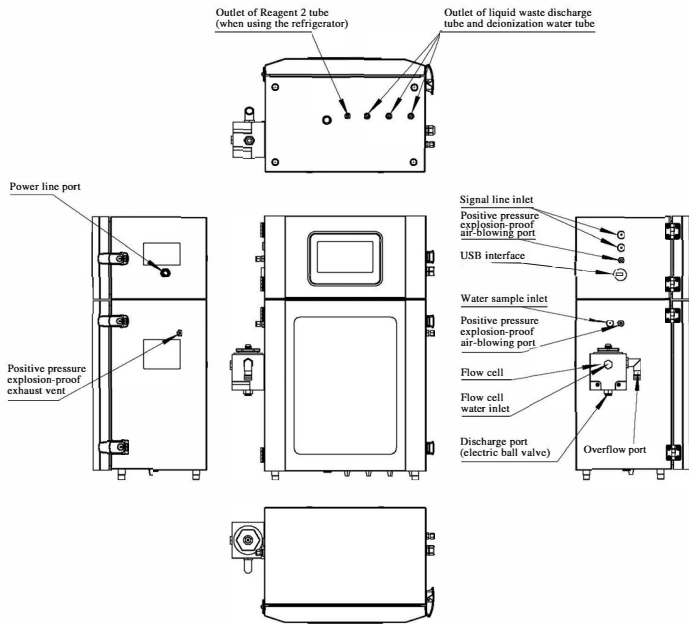 Outlet of Reagent 2 tube
(when using the refrigerator)
Outlet of liquid waste discharge
tube and deionization water tube
Power line port
Positive pressure
explosion-proof
exhaust vent
Signal line inlet
Positive pressure
explosion-proof
air-blowing port
USB interface
Water sample inlet
Positive pressure
explosion-proof
air-blowing port
Flow cell
Flow cell
water inlet
Discharge port
(electric ball valve)
Overflow port